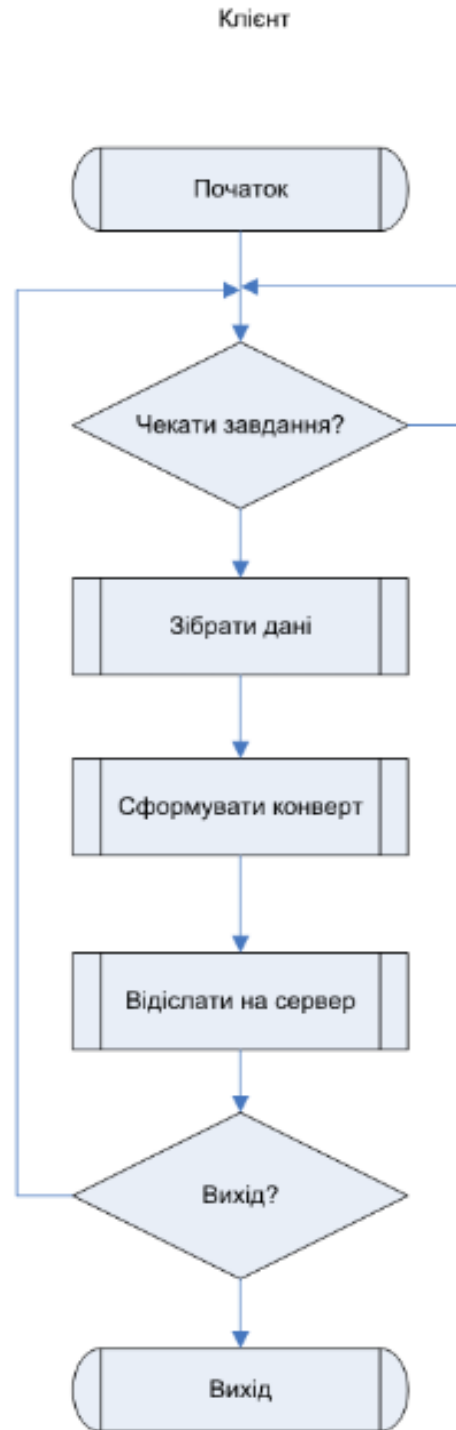 Клієнт
Початок
Чекати завдання?
Зібрати дані
Сформувати конверт
Відіслати на сервер
Вихід?
Вихід